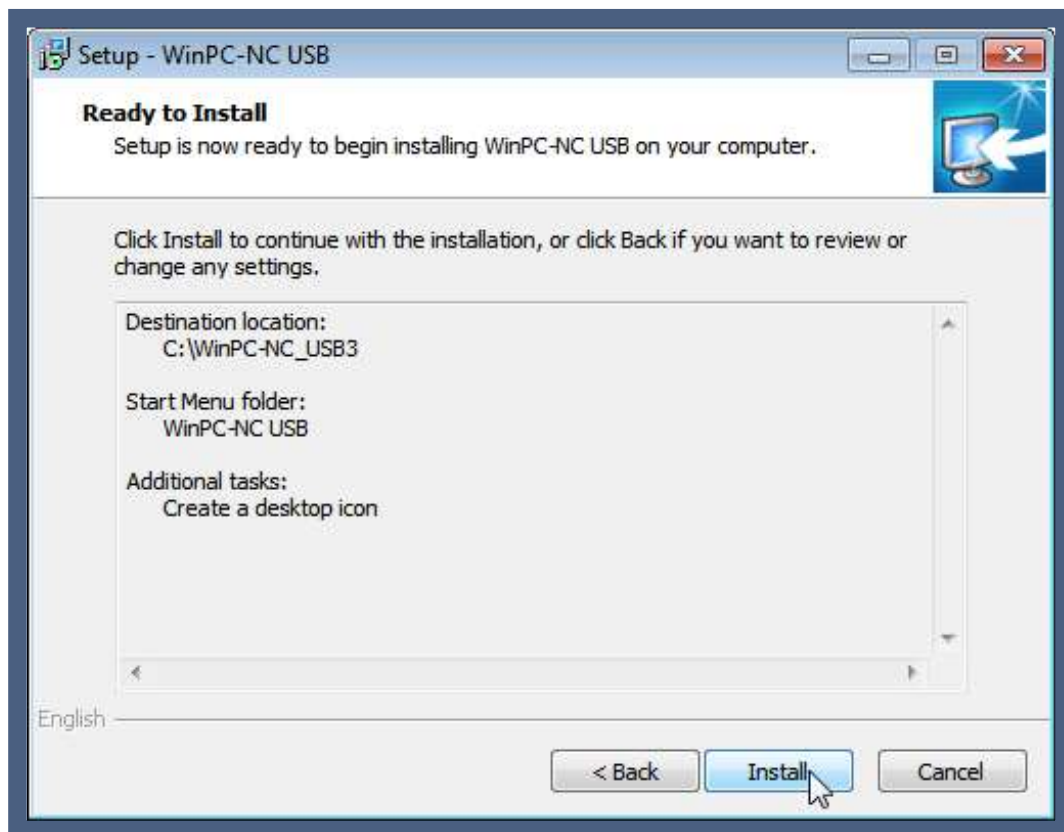 Setup - WinPC-NC USB
Ready to Install
Setup is now ready to begin installing WinPC-NC USB on your computer.
Click Install to continue with the installation, or click Back if you want to review or
change any settings.
Destination location:
C:\WinPC-NC_USB3
Start Menu folder:
WinPC-NC USB
Additional tasks:
Create a desktop icon
English
< Back
Install
Cancel